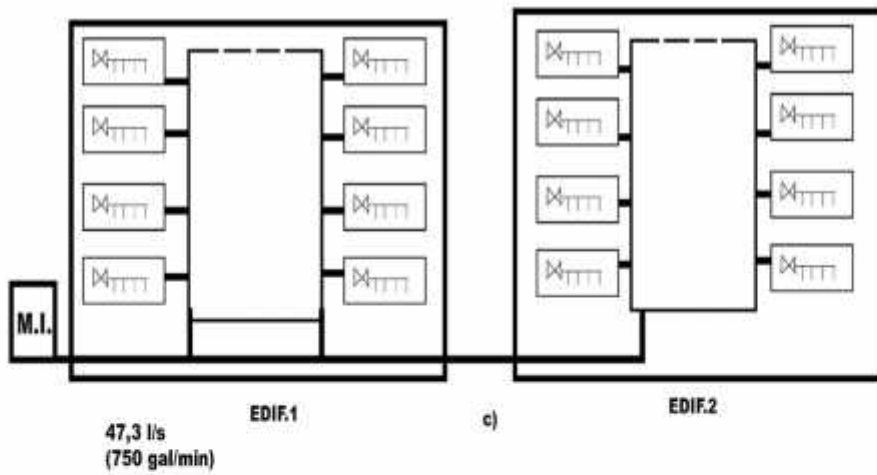 M.I.
EDIF.1
EDIF.2
c)
47,3 l/s
(750 gal/min)